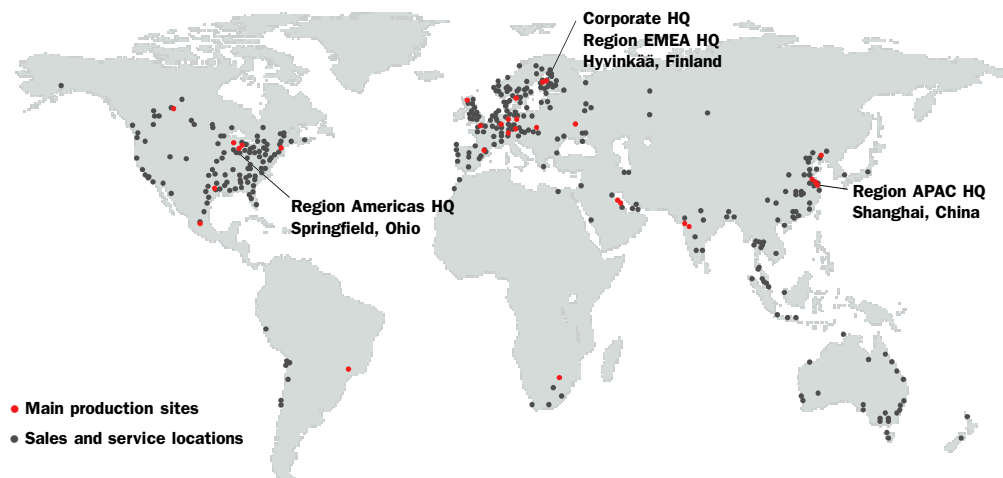 Corporate HQ
Region EMEA HQ
Hyvinkää, Finland
Region Americas HQ
Springfield, Ohio
Region APAC HQ
Shanghai, China
Main production sites
Sales and service locations